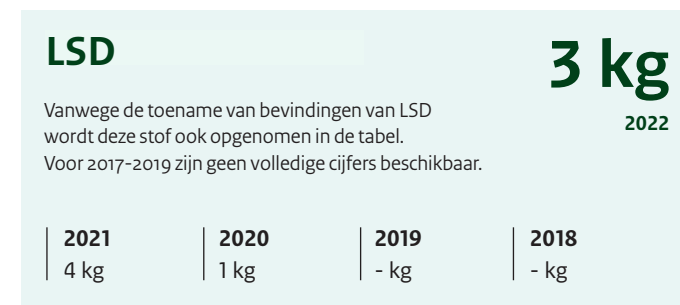 LSD
3 kg
2022
Vanwege de toename van bevindingen van LSD
wordt deze stof ook opgenomen in de tabel.
Voor 2017-2019 zijn geen volledige cijfers beschikbaar.
2021
4 kg
2020
1 kg
2019
- kg
2018
- kg